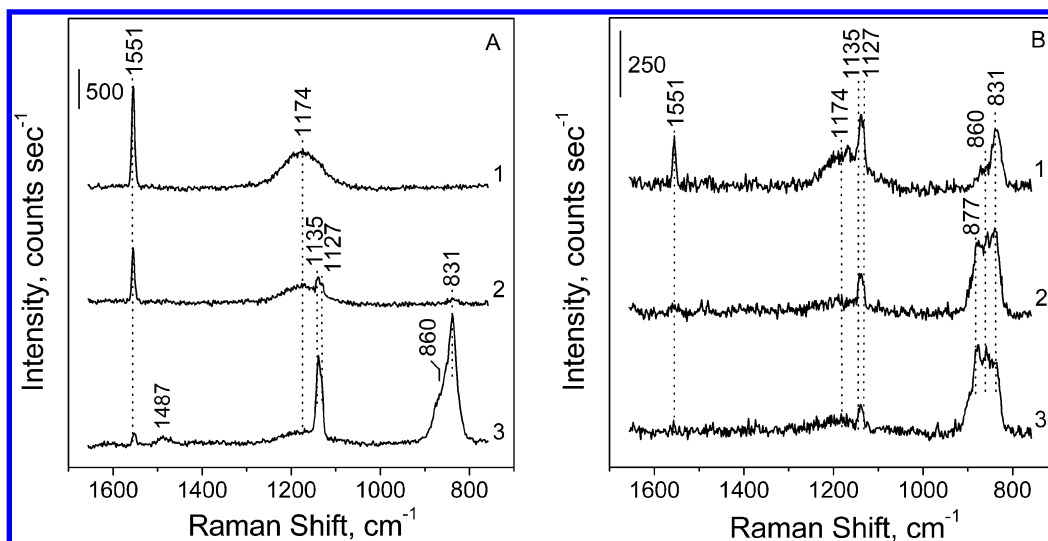 A
500
1551
1174
1
1135
1127
831
2
860
1487
3
1600 1400 1200 1000 800
Raman Shift, cm⁻¹
Intensity, counts sec⁻¹
B
250
1551
1174
1135
1127
860
831
1
877
2
3
1600 1400 1200 1000 800
Raman Shift, cm⁻¹
Intensity, counts sec⁻¹